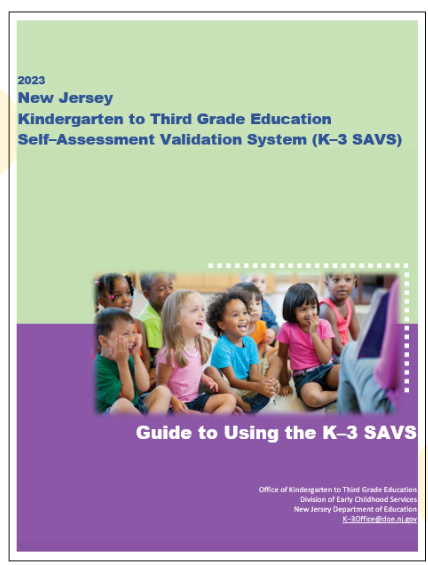 2023
New Jersey
Kindergarten to Third Grade Education
Self–Assessment Validation System (K–3 SAVS)
Guide to Using the K–3 SAVS
Office of Kindergarten to Third Grade Education
Division of Early Childhood Services
New Jersey Department of Education
K–3Office@doe.nj.gov